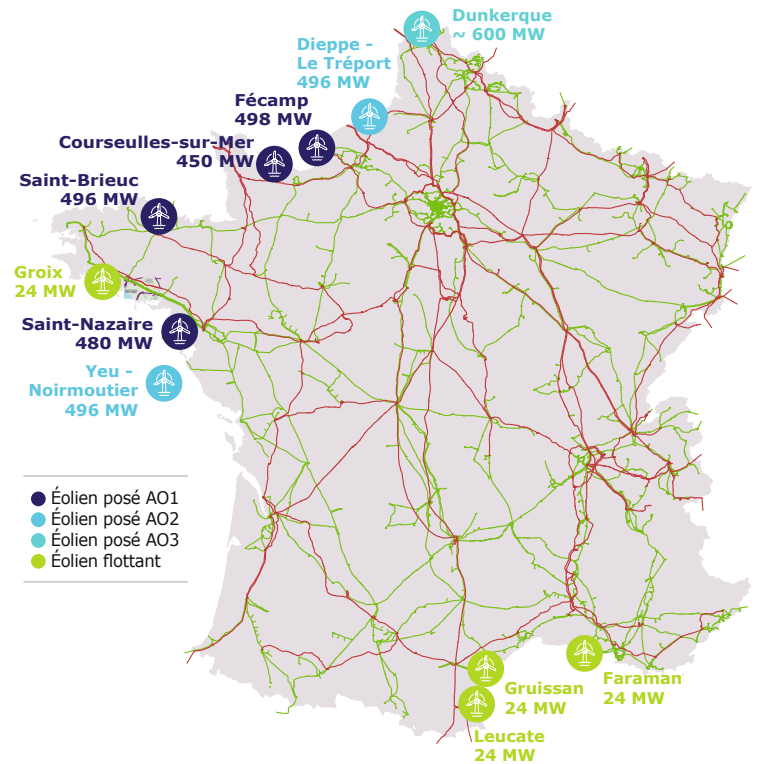 Dunkerque
~ 600 MW
Dieppe -
Le Tréport
496 MW
Fécamp
498 MW
Courseulles-sur-Mer
450 MW
Saint-Brieuc
496 MW
Groix
24 MW
Saint-Nazaire
480 MW
Yeu -
Noirmoutier
496 MW
Éolien posé AO1
Éolien posé AO2
Éolien posé AO3
Éolien flottant
Gruissan
24 MW
Faraman
24 MW
Leucate
24 MW